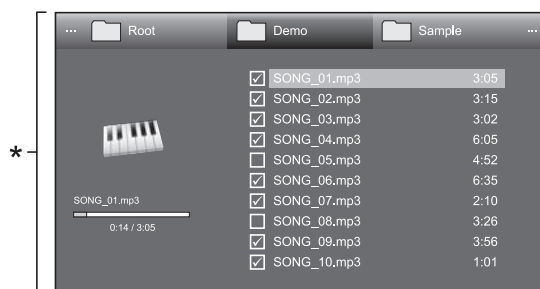 ... Root Demo Sample ...
SONG_01.mp3 3:05
SONG_02.mp3 3:15
SONG_03.mp3 3:02
SONG_04.mp3 6:05
SONG_05.mp3 4:52
SONG_06.mp3 6:35
SONG_07.mp3 2:10
SONG_08.mp3 3:26
SONG_09.mp3 3:56
SONG_10.mp3 1:01
*
SONG_01.mp3
0:14 / 3:05